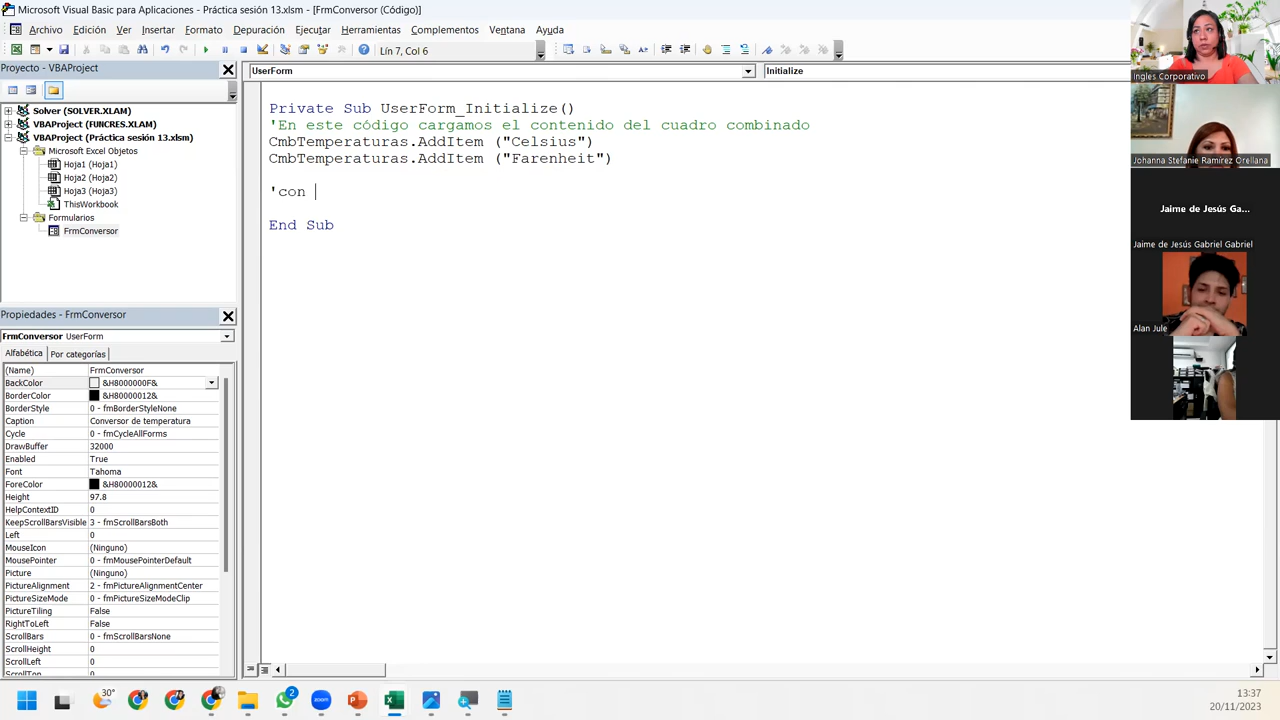 Microsoft Visual Basic para Aplicaciones - Práctica sesión 13.xlsm - [FrmConversor (Código)]
Archivo Edición Ver Insertar Formato Depuración Ejecutar Herramientas Complementos Ventana Ayuda
Lín 7, Col 6
Proyecto - VBAProject
UserForm
Initialize
Solver (SOLVER.XLAM)
VBAProject (FUNCRES.XLAM)
VBAProject (Práctica sesión 13.xlsm)
Microsoft Excel Objetos
Hoja1 (Hoja1)
Hoja2 (Hoja2)
Hoja3 (Hoja3)
ThisWorkbook
Formularios
FrmConversor
Private Sub UserForm_Initialize()
'En este código cargamos el contenido del cuadro combinado
CmbTemperaturas.AddItem ("Celsius")
CmbTemperaturas.AddItem ("Farenheit")
'con
End Sub
Propiedades - FrmConversor
FrmConversor UserForm
Alfabética Por categorías
(Name) FrmConversor
BackColor &H8000000F&
BorderColor &H80000012&
BorderStyle 0 - fmBorderStyleNone
Caption Conversor de temperatura
Cycle 0 - fmCycleAllForms
DrawBuffer 32000
Enabled True
Font Tahoma
ForeColor &H80000012&
Height 97.8
HelpContextID 0
KeepScrollBarsVisible 3 - fmScrollBarsBoth
Left 0
MouseIcon (Ninguno)
MousePointer 0 - fmMousePointerDefault
Picture (Ninguno)
PictureAlignment 2 - fmPictureAlignmentCenter
PictureSizeMode 0 - fmPictureSizeModeClip
PictureTiling False
RightToLeft False
ScrollBars 0 - fmScrollBarsNone
ScrollHeight 0
ScrollLeft 0
ScrollTop 0
Ingles Corporativo
Johanna Stefanie Ramírez Orellana
Jaime de Jesús Ga...
Jaime de Jesús Gabriel Gabriel
Alan Jule
30°
2
13:37
20/11/2023